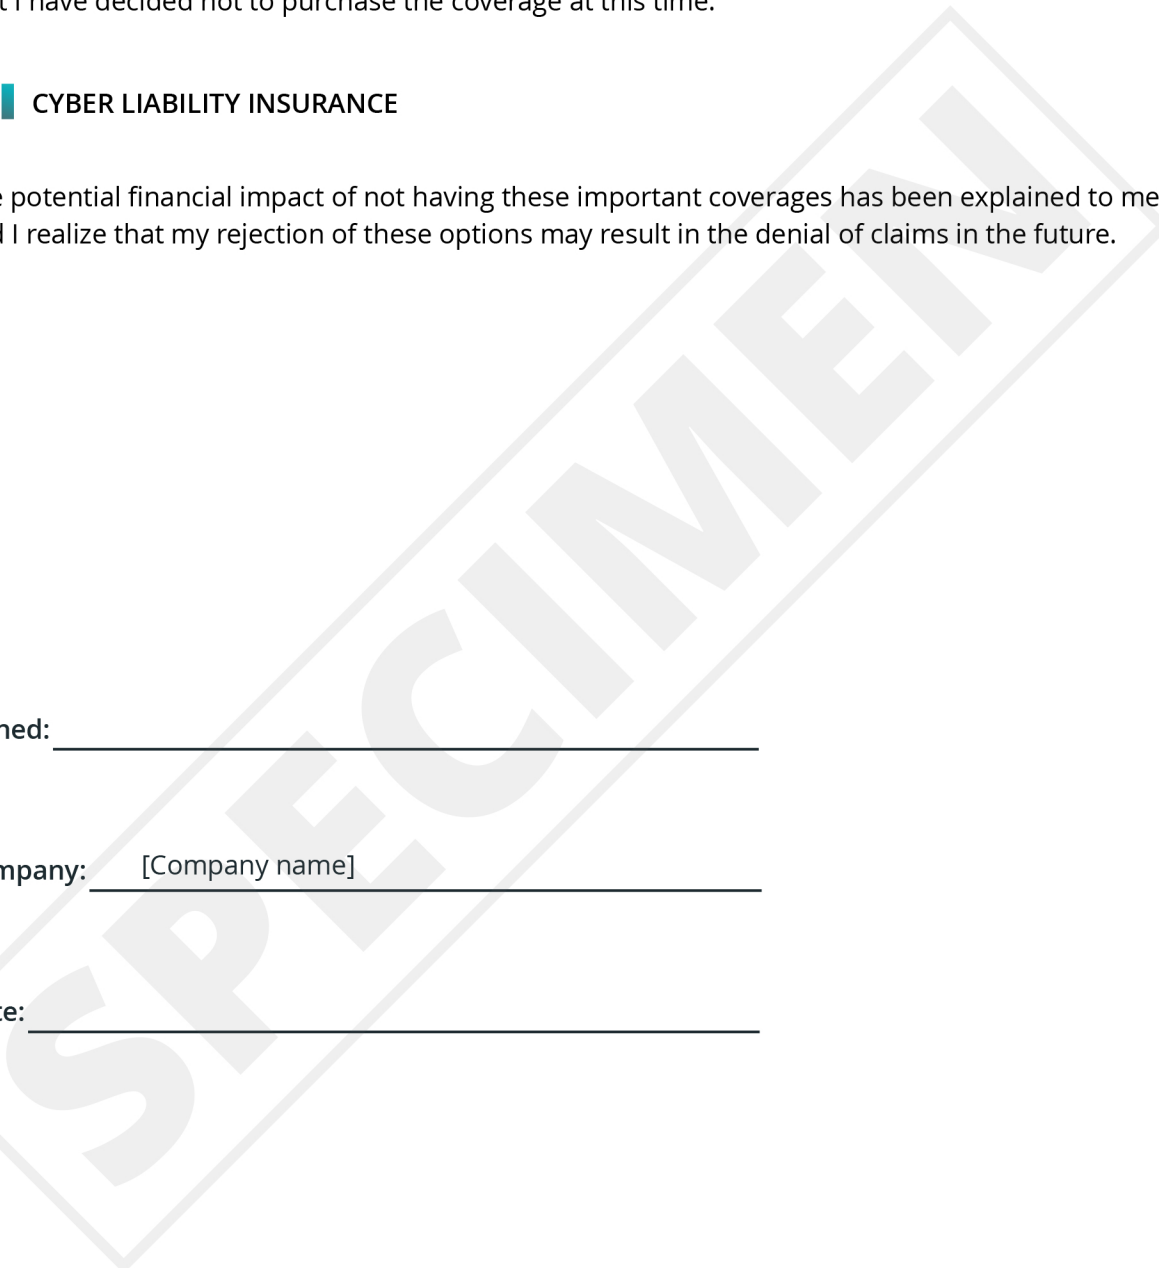 I have decided not to purchase the coverage at this time.
CYBER LIABILITY INSURANCE
potential financial impact of not having these important coverages has been explained to me
I realize that my rejection of these options may result in the denial of claims in the future.
ned:
mpany: [Company name]
te:
SPECIMEN